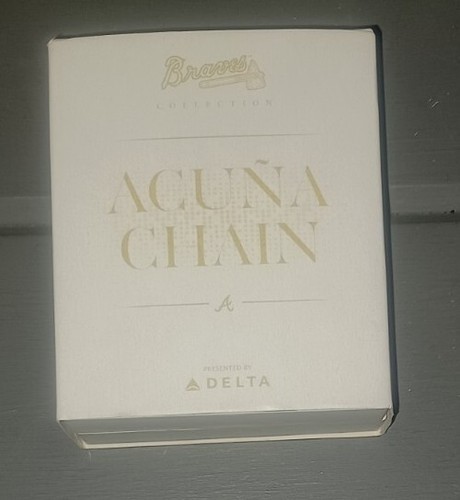 Braves
COLLECTION
ACUÑA
CHAIN
A
PRESENTED BY
DELTA